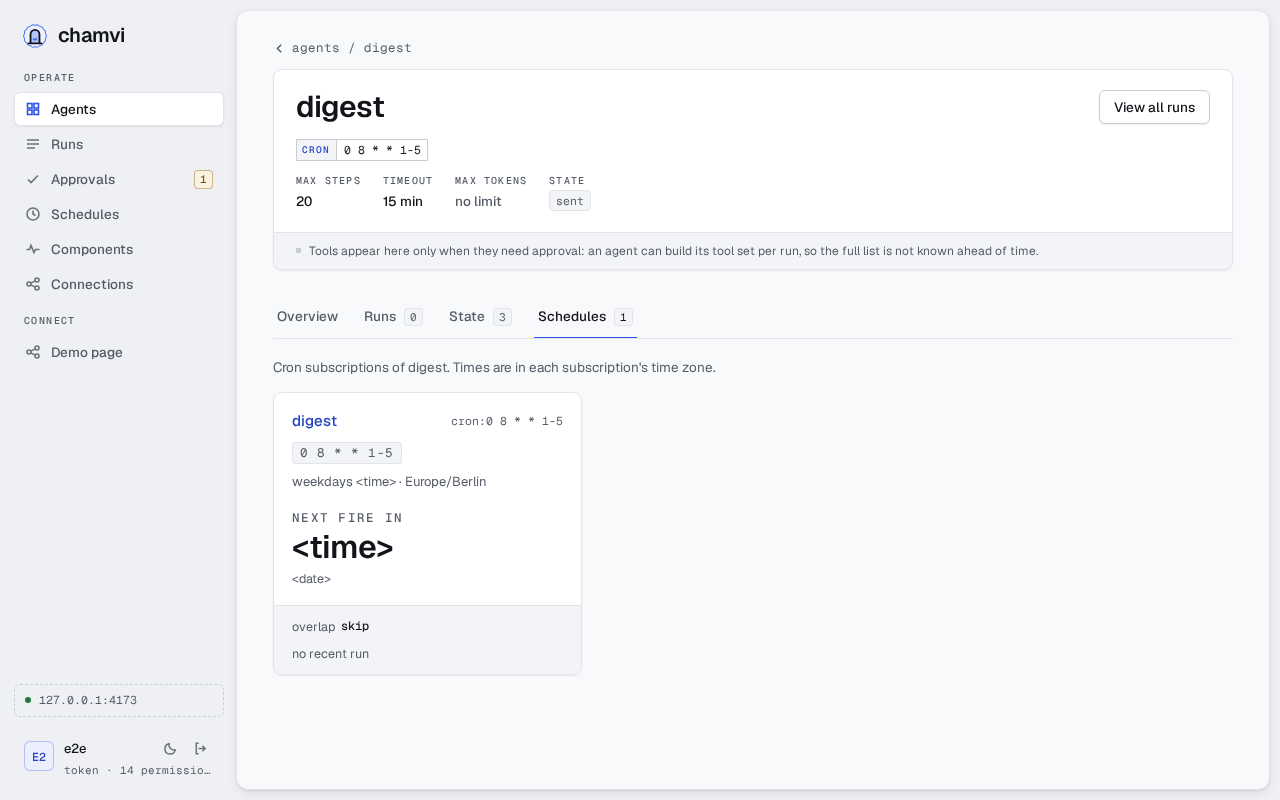 chamvi
OPERATE
Agents
Runs
Approvals 1
Schedules
Components
Connections
CONNECT
Demo page
127.0.0.1:4173
E2 e2e
token · 14 permissio…
agents / digest
digest
View all runs
CRON 0 8 * * 1-5
MAX STEPS TIMEOUT MAX TOKENS STATE
20 15 min no limit sent
Tools appear here only when they need approval: an agent can build its tool set per run, so the full list is not known ahead of time.
Overview Runs 0 State 3 Schedules 1
Cron subscriptions of digest. Times are in each subscription's time zone.
digest cron:0 8 * * 1-5
0 8 * * 1-5
weekdays <time> · Europe/Berlin
NEXT FIRE IN
<time>
<date>
overlap skip
no recent run